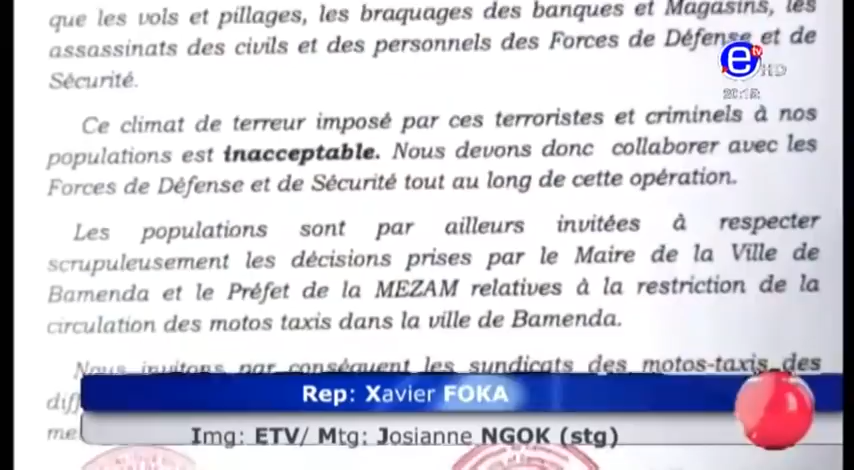 que les vols et pillages, les braquages des banques et Magasins, les
assassinats des civils et des personnels des Forces de Défense et de
Sécurité.
e tv HD
Ce climat de terreur imposé par ces terroristes et criminels à nos
populations est inacceptable. Nous devons donc collaborer avec les
Forces de Défense et de Sécurité tout au long de cette opération.
Les populations sont par ailleurs invitées à respecter
scrupuleusement les décisions prises par le Maire de la Ville de
Bamenda et le Préfet de la MEZAM relatives à la restriction de la
circulation des motos taxis dans la ville de Bamenda.
Nous invitons par conséquent les syndicats des motos-taxis des
Rep: Xavier FOKA
Img: ETV/ Mtg: Josianne NGOK (stg)